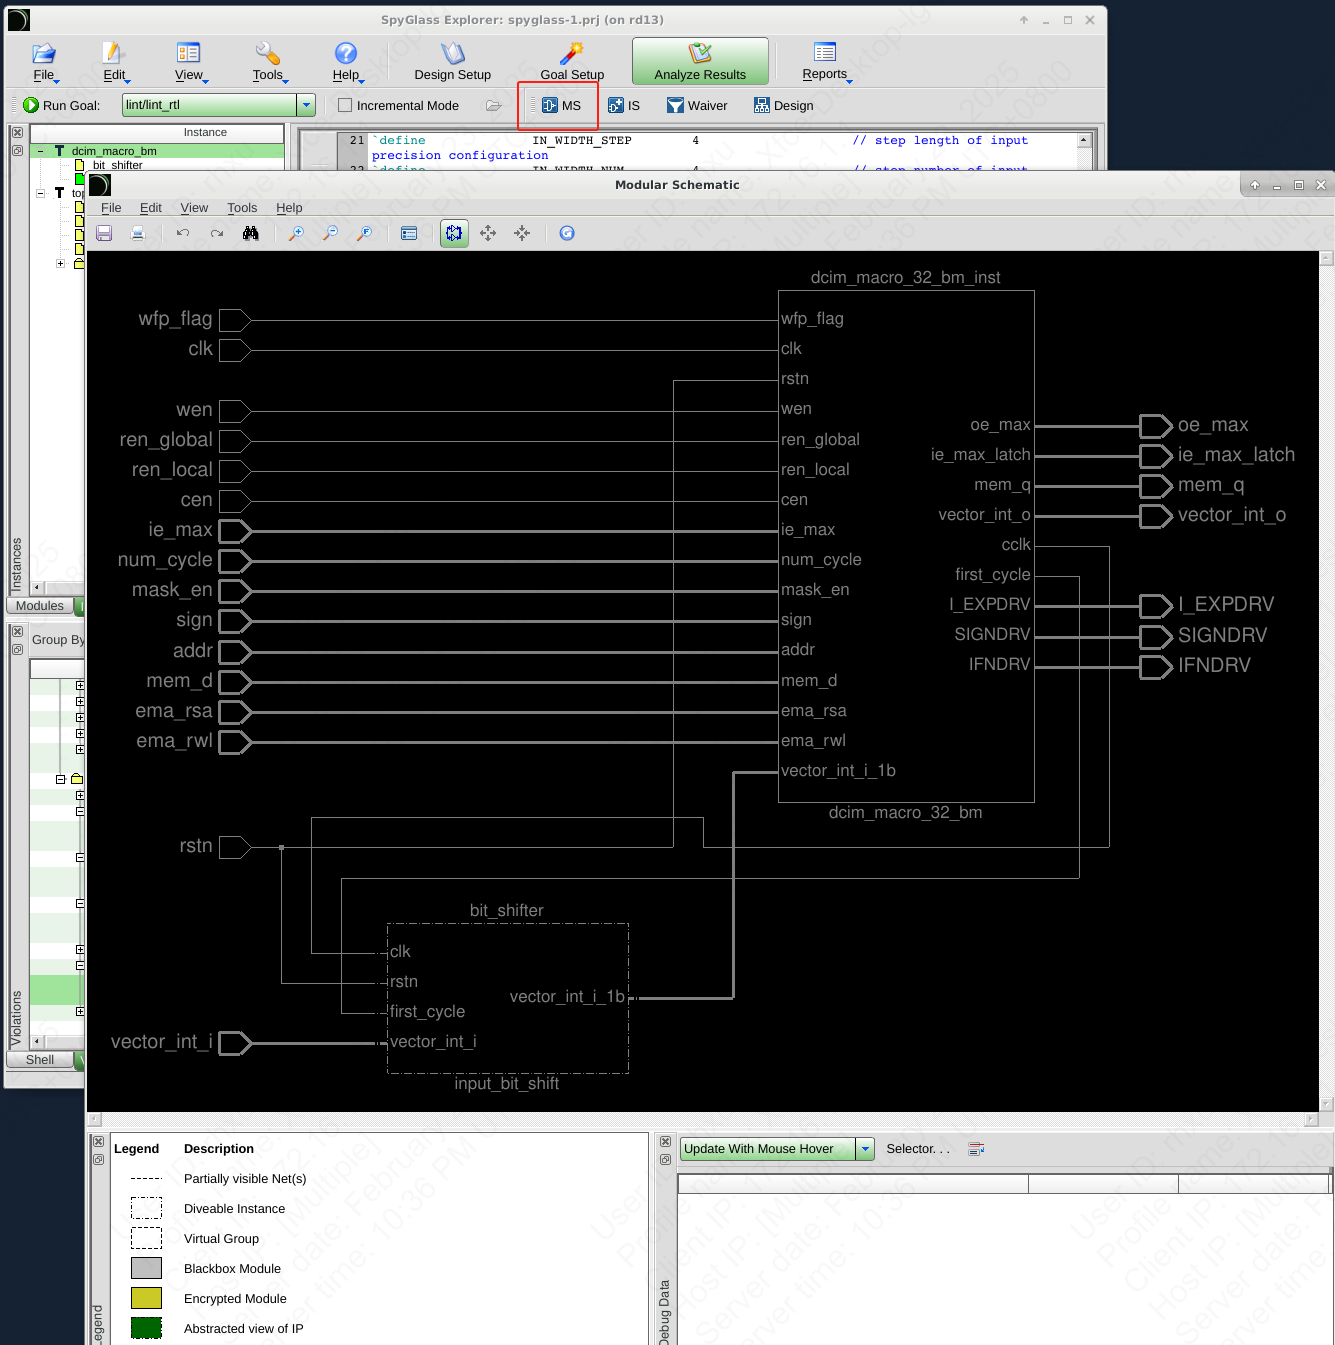 SpyGlass Explorer: spyglass-1.prj (on rd13)
File
Edit
View
Tools
Help
Design Setup
Goal Setup
Analyze Results
Reports
Run Goal:
lint/lint_rtl
Incremental Mode
MS
IS
Waiver
Design
Instance
dcim_macro_bm
bit_shifter
top
21 `define IN_WIDTH_STEP 4 // step length of input
precision configuration
Modular Schematic
File Edit View Tools Help
dcim_macro_32_bm_inst
wfp_flag
clk
wen
ren_global
ren_local
cen
ie_max
num_cycle
mask_en
sign
addr
mem_d
ema_rsa
ema_rwl
rstn
vector_int_i
wfp_flag
clk
rstn
wen
ren_global
ren_local
cen
ie_max
num_cycle
mask_en
sign
addr
mem_d
ema_rsa
ema_rwl
vector_int_i_1b
oe_max
ie_max_latch
mem_q
vector_int_o
cclk
first_cycle
I_EXPDRV
SIGNDRV
IFNDRV
oe_max
ie_max_latch
mem_q
vector_int_o
I_EXPDRV
SIGNDRV
IFNDRV
dcim_macro_32_bm
bit_shifter
clk
rstn
first_cycle
vector_int_i
vector_int_i_1b
input_bit_shift
Instances
Modules
Group By
Violations
Shell
Legend Description
Partially visible Net(s)
Diveable Instance
Virtual Group
Blackbox Module
Encrypted Module
Abstracted view of IP
Update With Mouse Hover
Selector. . .
Debug Data